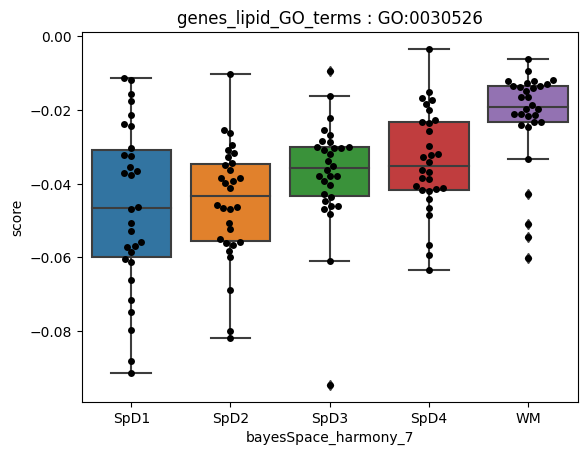 genes_lipid_GO_terms : GO:0030526
0.00
−0.02
−0.04
−0.06
−0.08
score
SpD1 SpD2 SpD3 SpD4 WM
bayesSpace_harmony_7